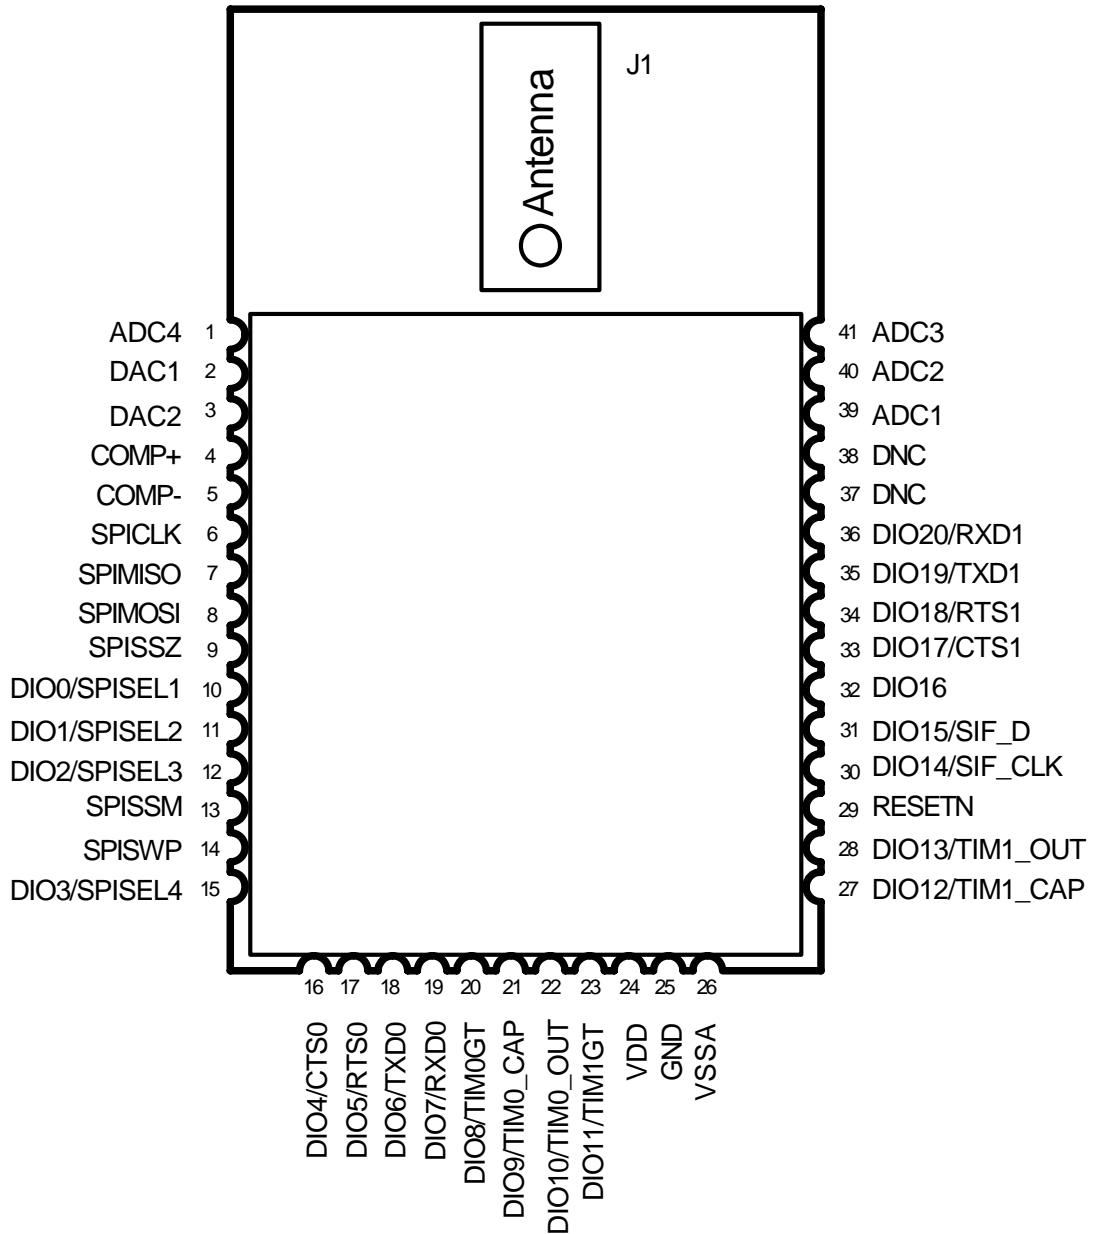 J1
Antenna
ADC4 1
DAC1 2
DAC2 3
COMP+ 4
COMP- 5
SPICLK 6
SPIMISO 7
SPIMOSI 8
SPISSZ 9
DIO0/SPISEL1 10
DIO1/SPISEL2 11
DIO2/SPISEL3 12
SPISSM 13
SPISWP 14
DIO3/SPISEL4 15
41 ADC3
40 ADC2
39 ADC1
38 DNC
37 DNC
36 DIO20/RXD1
35 DIO19/TXD1
34 DIO18/RTS1
33 DIO17/CTS1
32 DIO16
31 DIO15/SIF_D
30 DIO14/SIF_CLK
29 RESETN
28 DIO13/TIM1_OUT
27 DIO12/TIM1_CAP
16 17 18 19 20 21 22 23 24 25 26
DIO4/CTS0
DIO5/RTS0
DIO6/TXD0
DIO7/RXD0
DIO8/TIM0GT
DIO9/TIM0_CAP
DIO10/TIM0_OUT
DIO11/TIM1GT
VDD
GND
VSSA